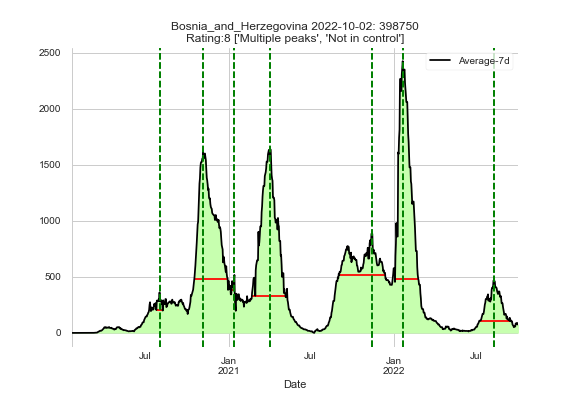 Bosnia_and_Herzegovina 2022-10-02: 398750
Rating:8 ['Multiple peaks', 'Not in control']
Average-7d
2500
2000
1500
1000
500
0
Jul
Jan
2021
Jul
Jan
2022
Jul
Date